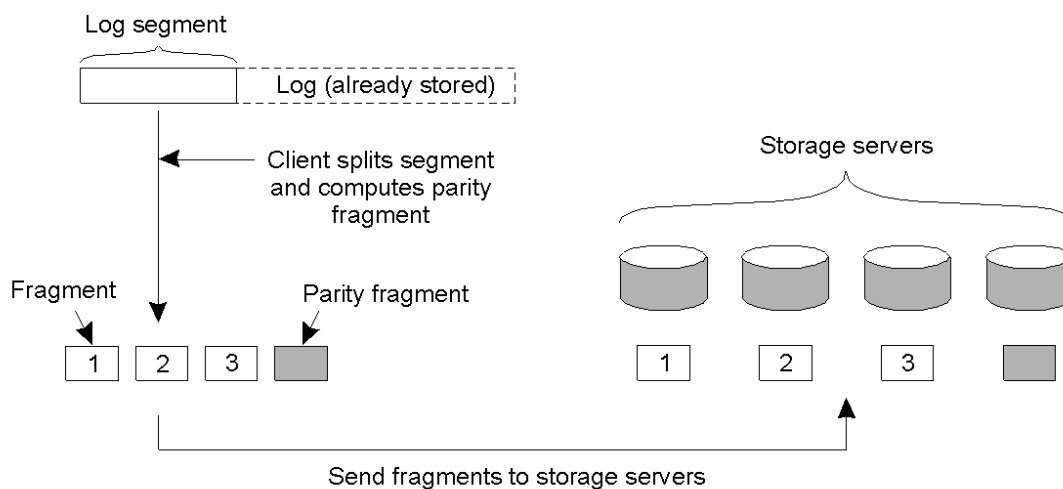 Log segment
Log (already stored)
Client splits segment
and computes parity
fragment
Storage servers
Fragment
Parity fragment
1 2 3
1 2 3
Send fragments to storage servers